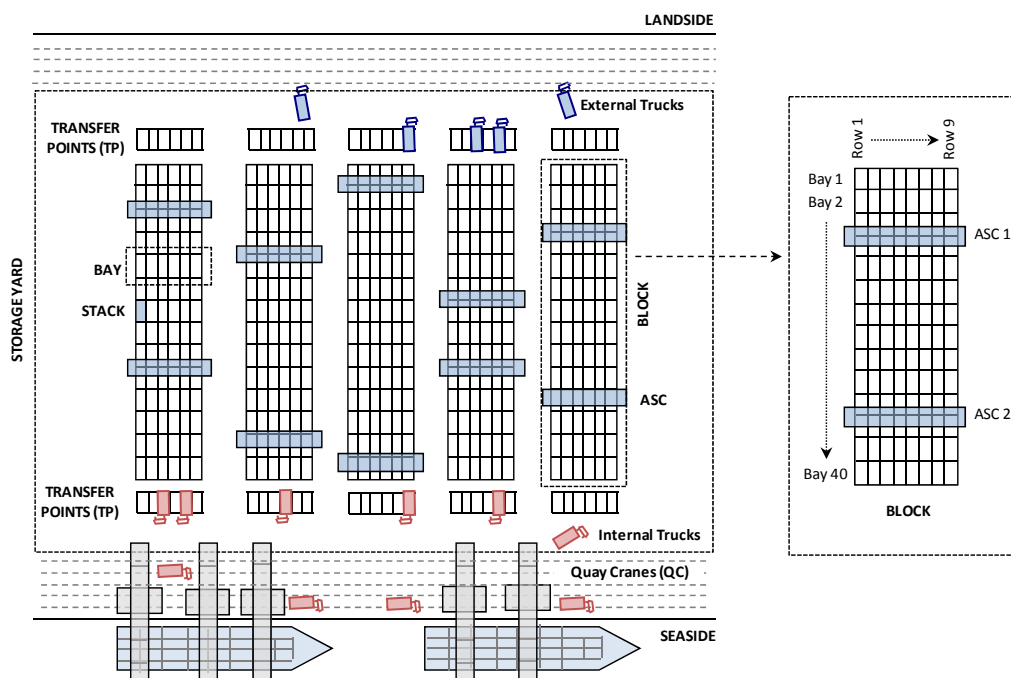 LANDSIDE
External Trucks
TRANSFER
POINTS (TP)
STORAGE YARD
BAY
STACK
BLOCK
ASC
TRANSFER
POINTS (TP)
Internal Trucks
Quay Cranes (QC)
SEASIDE
Row 1
Row 9
Bay 1
Bay 2
ASC 1
ASC 2
Bay 40
BLOCK